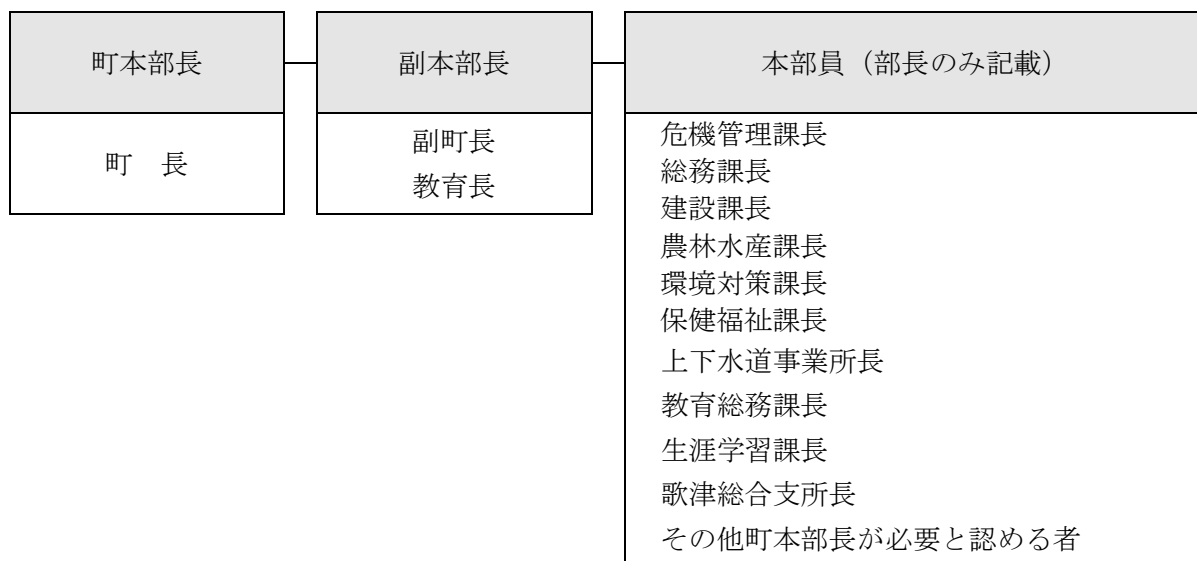 町本部長
副本部長
本部員（部長のみ記載）
町　長
副町長
教育長
危機管理課長
総務課長
建設課長
農林水産課長
環境対策課長
保健福祉課長
上下水道事業所長
教育総務課長
生涯学習課長
歌津総合支所長
その他町本部長が必要と認める者